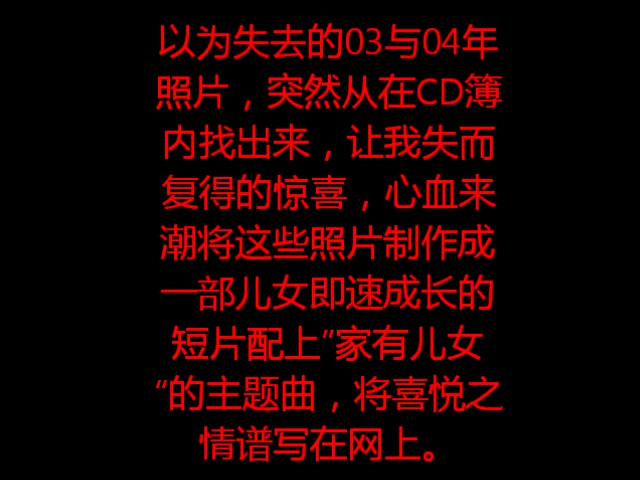 以为失去的03与04年
照片，突然从在CD簿
内找出来，让我失而
复得的惊喜，心血来
潮将这些照片制作成
一部儿女即速成长的
短片配上"家有儿女
"的主题曲，将喜悦之
情谱写在网上。